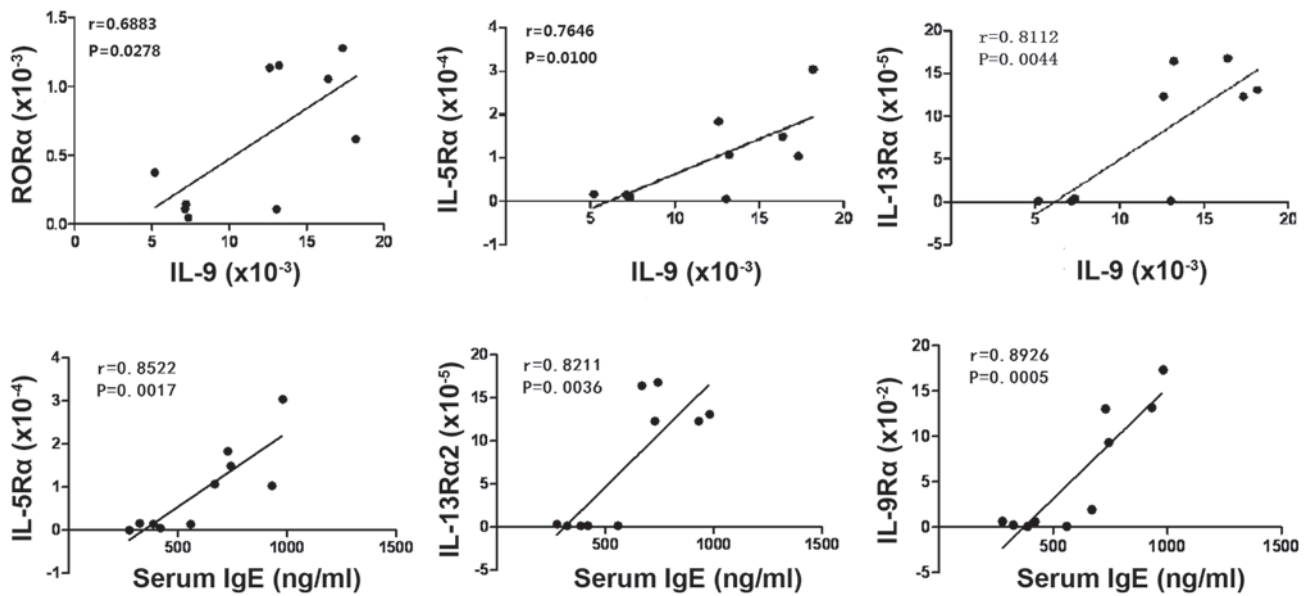 r=0.6883
P=0.0278
RORα (x10⁻³)
1.5
1.0
0.5
0.0
0 5 10 15 20
IL-9 (x10⁻³)
r=0.7646
P=0.0100
IL-5Rα (x10⁻⁴)
4
3
2
1
0
-1
5 10 15 20
IL-9 (x10⁻³)
r=0.8112
P=0.0044
IL-13Rα (x10⁻⁵)
20
15
10
5
0
-5
5 10 15 20
IL-9 (x10⁻³)
r=0.8522
P=0.0017
IL-5Rα (x10⁻⁴)
4
3
2
1
0
-1
500 1000 1500
Serum IgE (ng/ml)
r=0.8211
P=0.0036
IL-13Rα2 (x10⁻⁵)
20
15
10
5
0
-5
500 1000 1500
Serum IgE (ng/ml)
r=0.8926
P=0.0005
IL-9Rα (x10⁻²)
20
15
10
5
0
-5
500 1000 1500
Serum IgE (ng/ml)